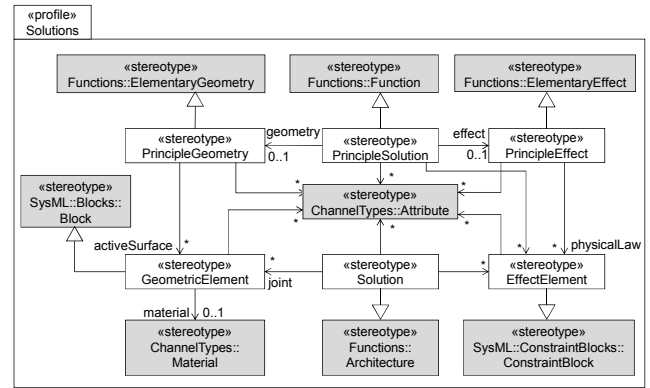 «profile»
Solutions
«stereotype»
Functions::ElementaryGeometry
«stereotype»
Functions::Function
«stereotype»
Functions::ElementaryEffect
«stereotype»
PrincipleGeometry
geometry
0..1
«stereotype»
PrincipleSolution
effect
0..1
«stereotype»
PrincipleEffect
«stereotype»
SysML::Blocks::
Block
*
*
*
«stereotype»
ChannelTypes::Attribute
*
*
*
activeSurface
*
*
*
physicalLaw
«stereotype»
GeometricElement
*
joint
«stereotype»
Solution
*
«stereotype»
EffectElement
material
0..1
«stereotype»
ChannelTypes::
Material
«stereotype»
Functions::
Architecture
«stereotype»
SysML::ConstraintBlocks::
ConstraintBlock